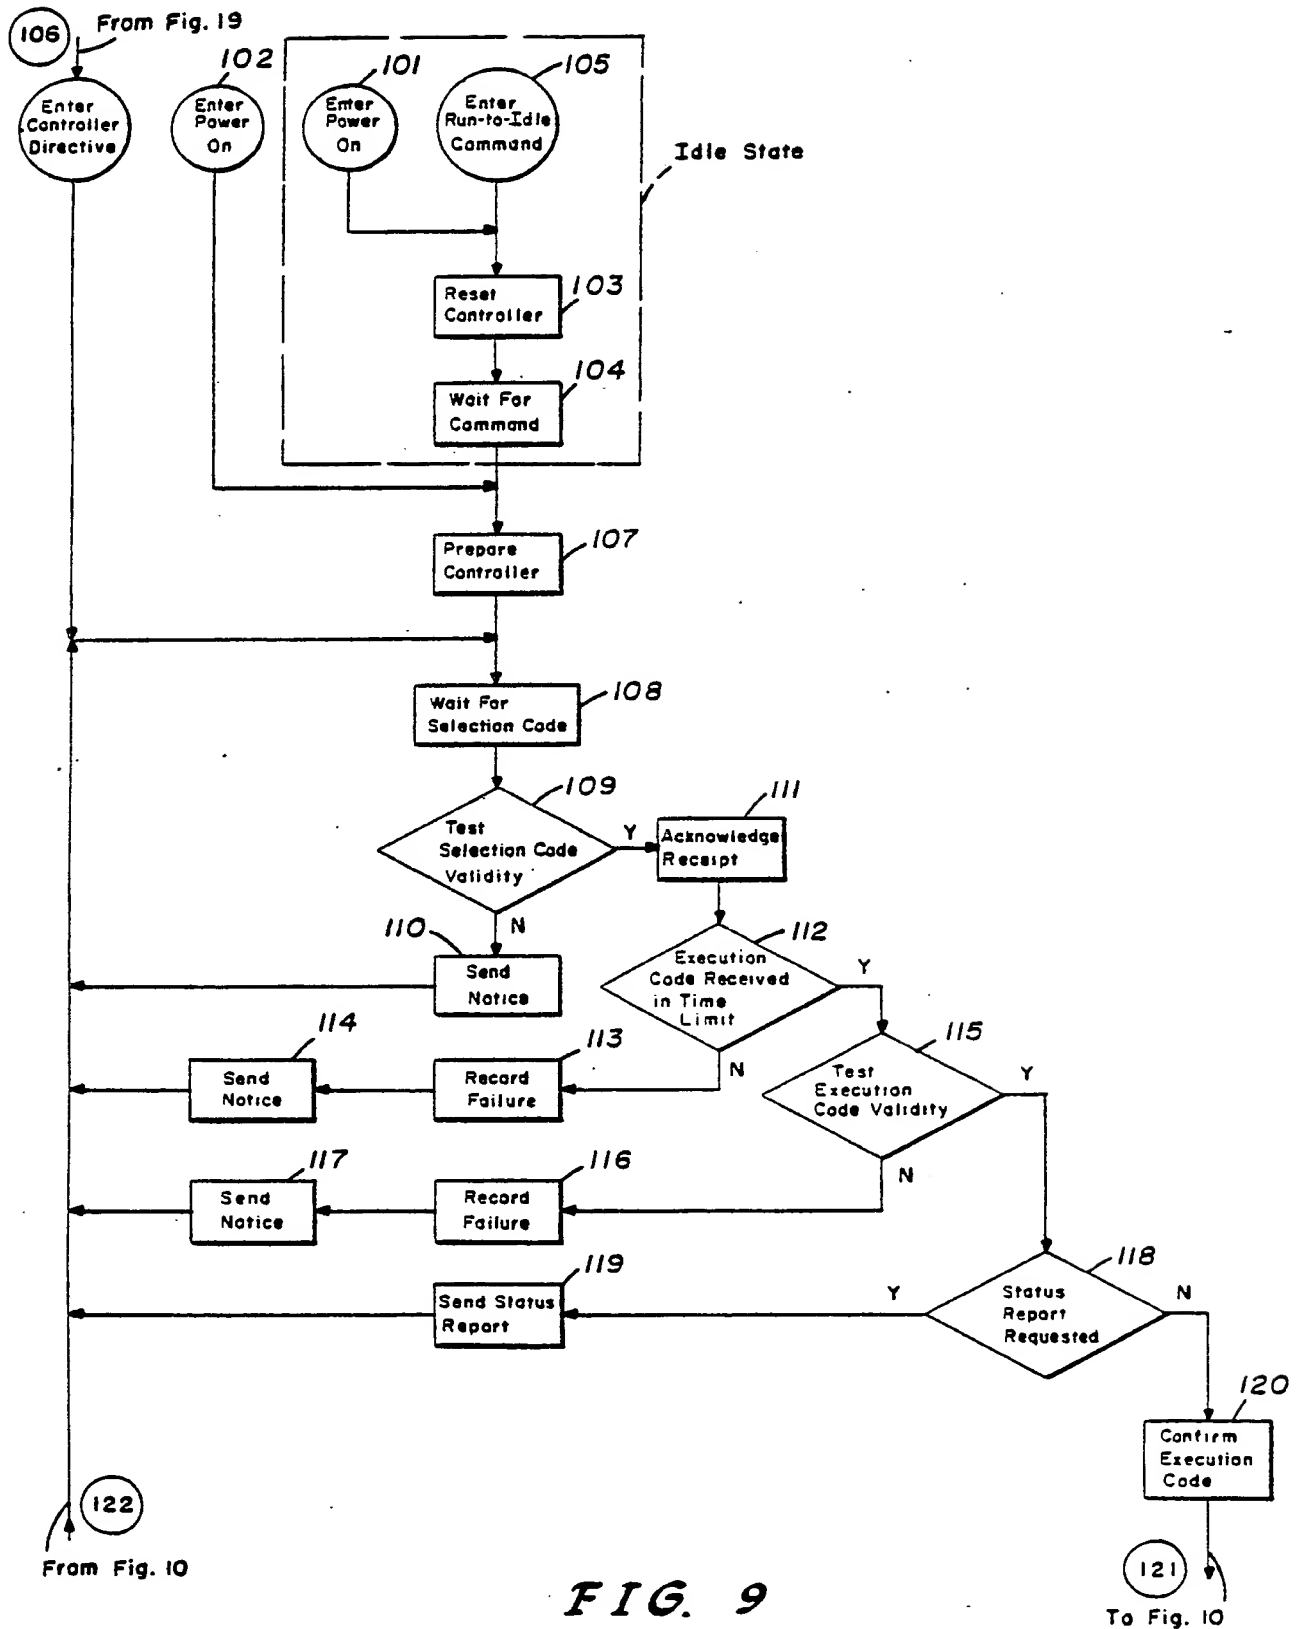 106 From Fig. 19
102
101
105
Enter
Controller
Directive
Enter
Power
On
Enter
Power
On
Enter
Run-to-Idle
Command
Idle State
103
Reset
Controller
104
Wait For
Command
107
Prepare
Controller
108
Wait For
Selection Code
109
Test
Selection Code
Validity
Y
N
111
Acknowledge
Receipt
110
Send
Notice
112
Execution
Code Received
in Time
Limit
Y
N
114
Send
Notice
113
Record
Failure
115
Test
Execution
Code Validity
Y
N
117
Send
Notice
116
Record
Failure
118
Status
Report
Requested
Y
N
119
Send Status
Report
120
Confirm
Execution
Code
122
From Fig. 10
121
To Fig. 10
FIG. 9